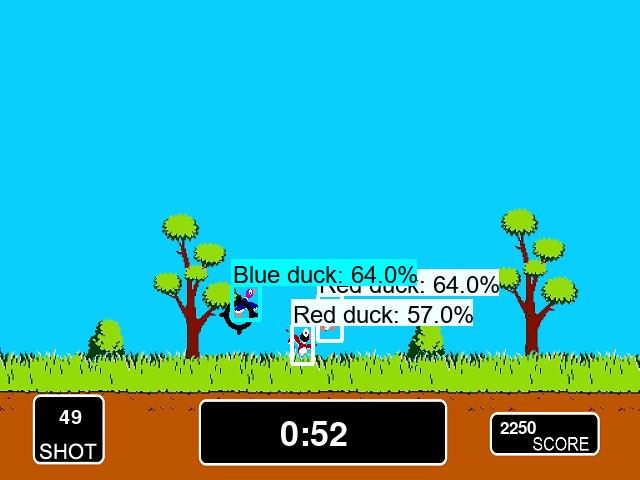 Blue duck: 64.0%
Red duck: 64.0%
Red duck: 57.0%
49
SHOT
0:52
2250
SCORE